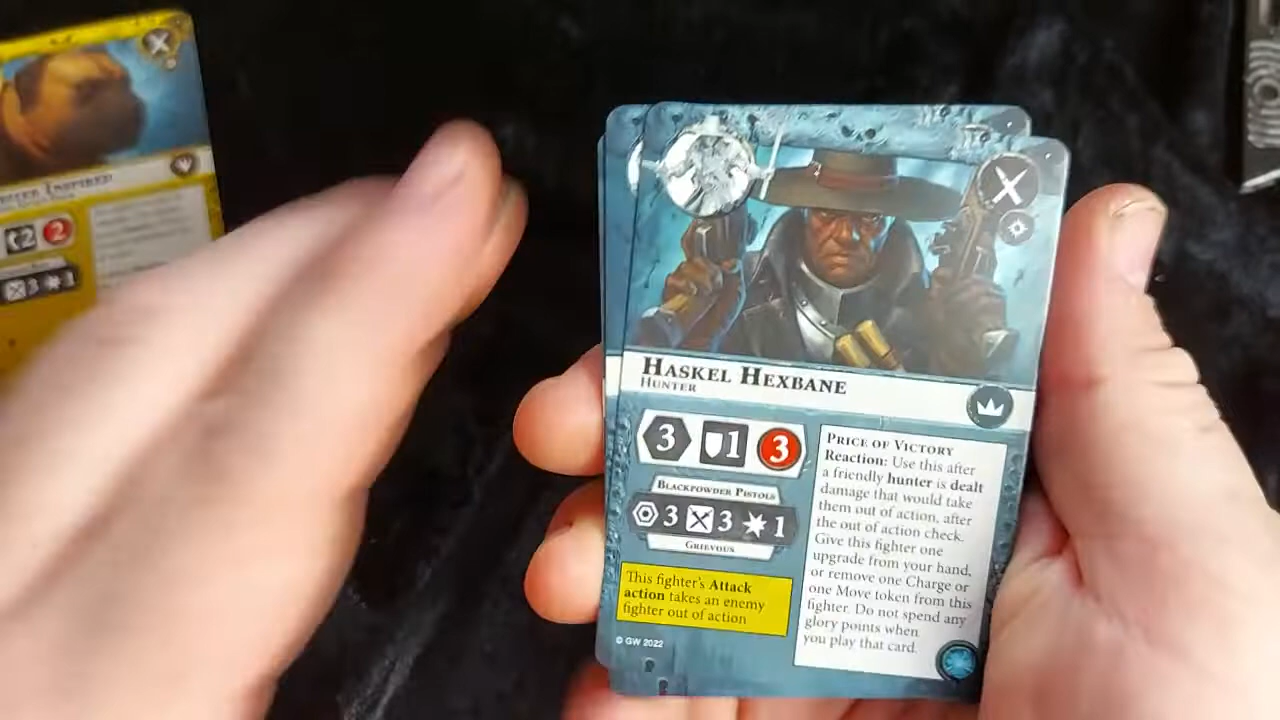 INSPIRED
2 2
3 1
HASKEL HEXBANE
HUNTER
3 1 3
BLACKPOWDER PISTOLS
3 3 1
GRIEVOUS
This fighter's Attack
action takes an enemy
fighter out of action
© GW 2022
PRICE OF VICTORY
Reaction: Use this after
a friendly hunter is dealt
damage that would take
them out of action, after
the out of action check.
Give this fighter one
upgrade from your hand,
or remove one Charge or
one Move token from this
fighter. Do not spend any
glory points when
you play that card.